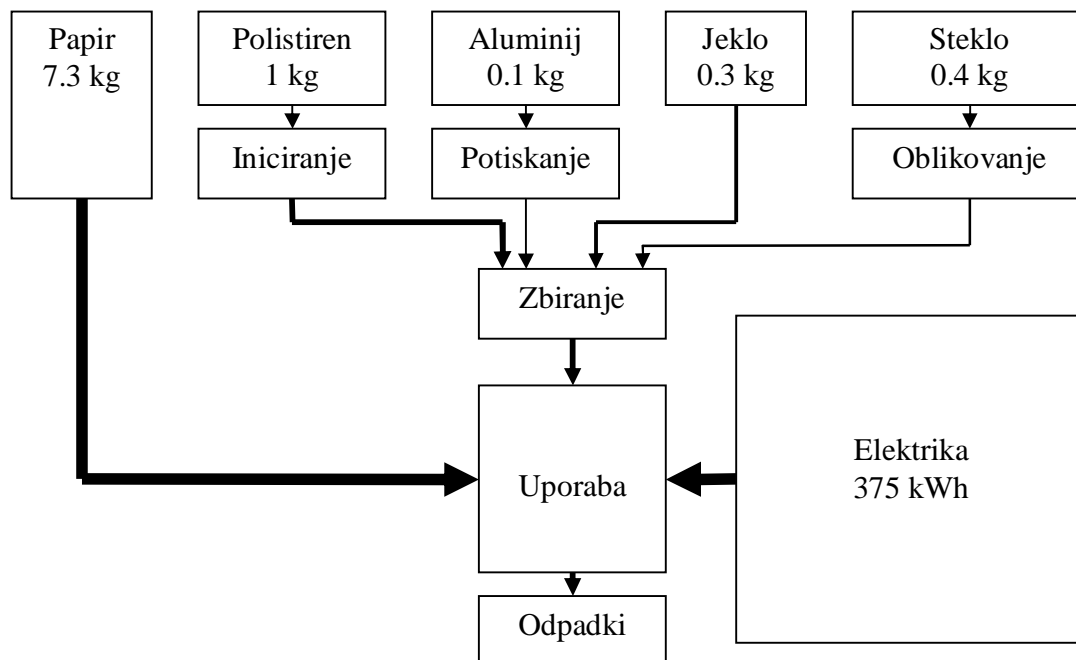 Papir
7.3 kg
Polistiren
1 kg
Aluminij
0.1 kg
Jeklo
0.3 kg
Steklo
0.4 kg
Iniciranje
Potiskanje
Oblikovanje
Zbiranje
Uporaba
Elektrika
375 kWh
Odpadki